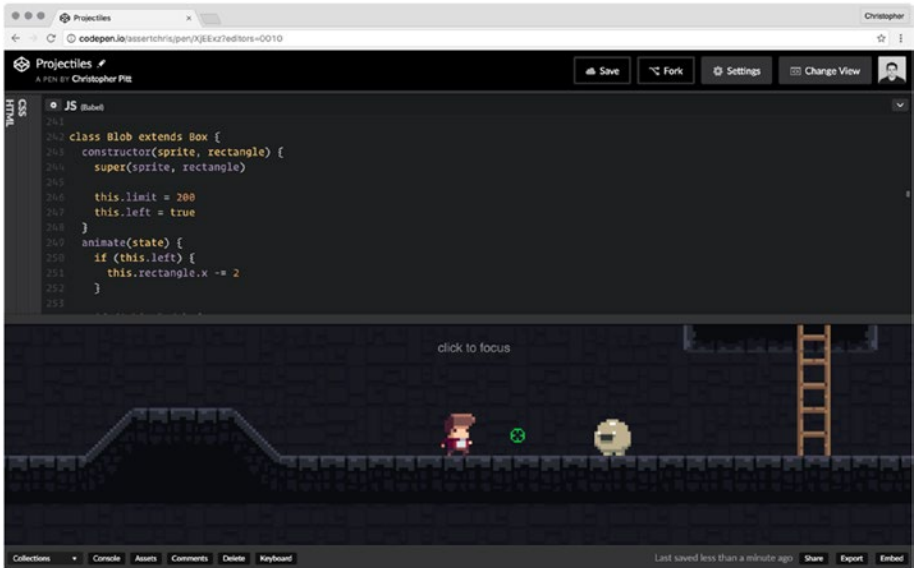 Projectiles
Christopher
codepen.io/assertchris/pen/XjEExz?editors=0010
Projectiles
A PEN BY Christopher Pitt
Save
Fork
Settings
Change View
HTML
CSS
JS (Babel)
241
242 class Blob extends Box {
243 constructor(sprite, rectangle) {
244 super(sprite, rectangle)
245
246 this.limit = 200
247 this.left = true
248 }
249 animate(state) {
250 if (this.left) {
251 this.rectangle.x -= 2
252 }
253
click to focus
Collections
Console
Assets
Comments
Delete
Keyboard
Last saved less than a minute ago
Share
Export
Embed